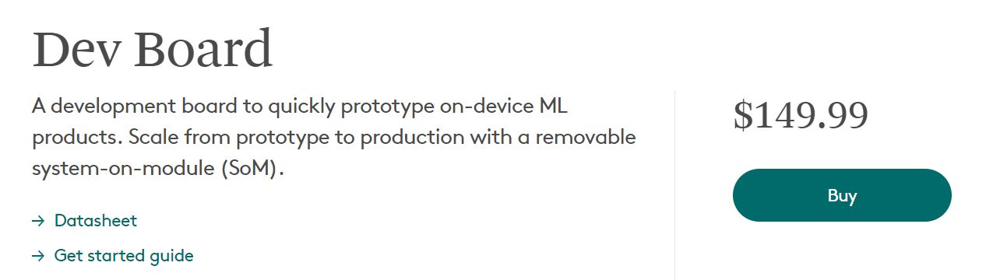 Dev Board
A development board to quickly prototype on-device ML
products. Scale from prototype to production with a removable
system-on-module (SoM).
$149.99
Buy
→ Datasheet
→ Get started guide